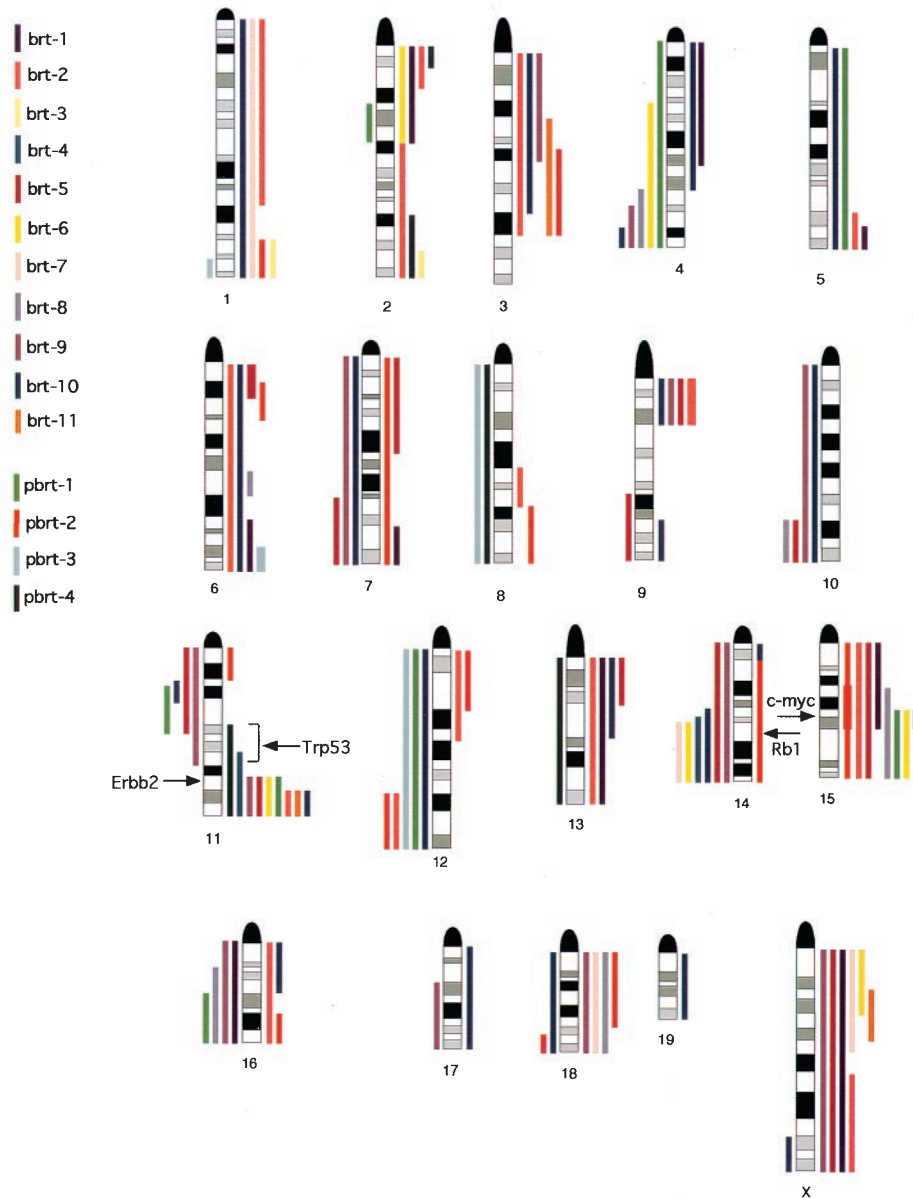 brt-1
brt-2
brt-3
brt-4
brt-5
brt-6
brt-7
brt-8
brt-9
brt-10
brt-11
pbrt-1
pbrt-2
pbrt-3
pbrt-4
1
2
3
4
5
6
7
8
9
10
Trp53
Erbb2
c-myc
Rb1
11
12
13
14
15
16
17
18
19
X